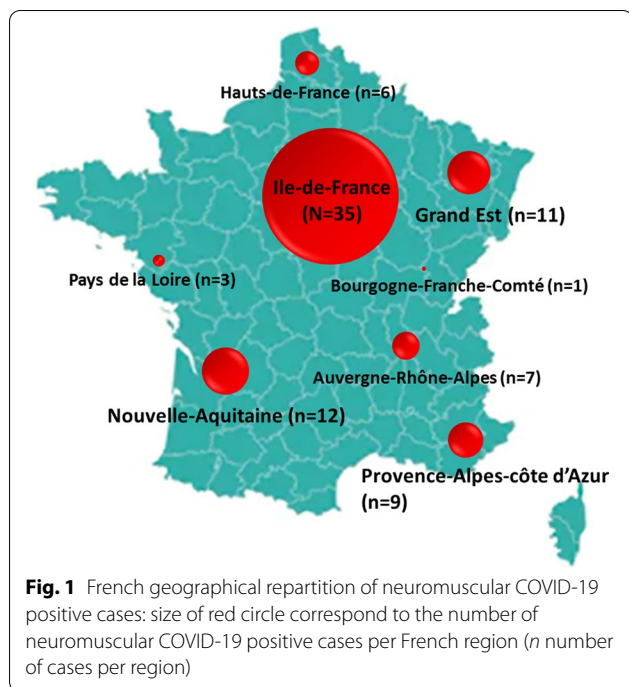 Hauts-de-France (n=6)
Ile-de-France
(N=35)
Grand Est (n=11)
Pays de la Loire (n=3)
Bourgogne-Franche-Comté (n=1)
Auvergne-Rhône-Alpes (n=7)
Nouvelle-Aquitaine (n=12)
Provence-Alpes-côte d'Azur
(n=9)
Fig. 1 French geographical repartition of neuromuscular COVID-19
positive cases: size of red circle correspond to the number of
neuromuscular COVID-19 positive cases per French region (n number
of cases per region)